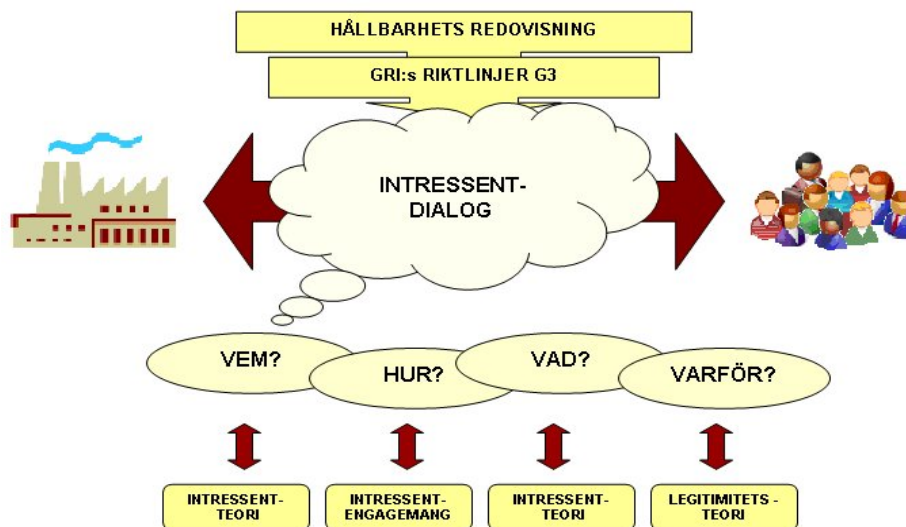 HÅLLBARHETS REDOVISNING
GRI:s RIKTLINJER G3
INTRESSENT-
DIALOG
VEM?
HUR?
VAD?
VARFÖR?
INTRESSENT-
TEORI
INTRESSENT-
ENGAGEMANG
INTRESSENT-
TEORI
LEGITIMITETS -
TEORI